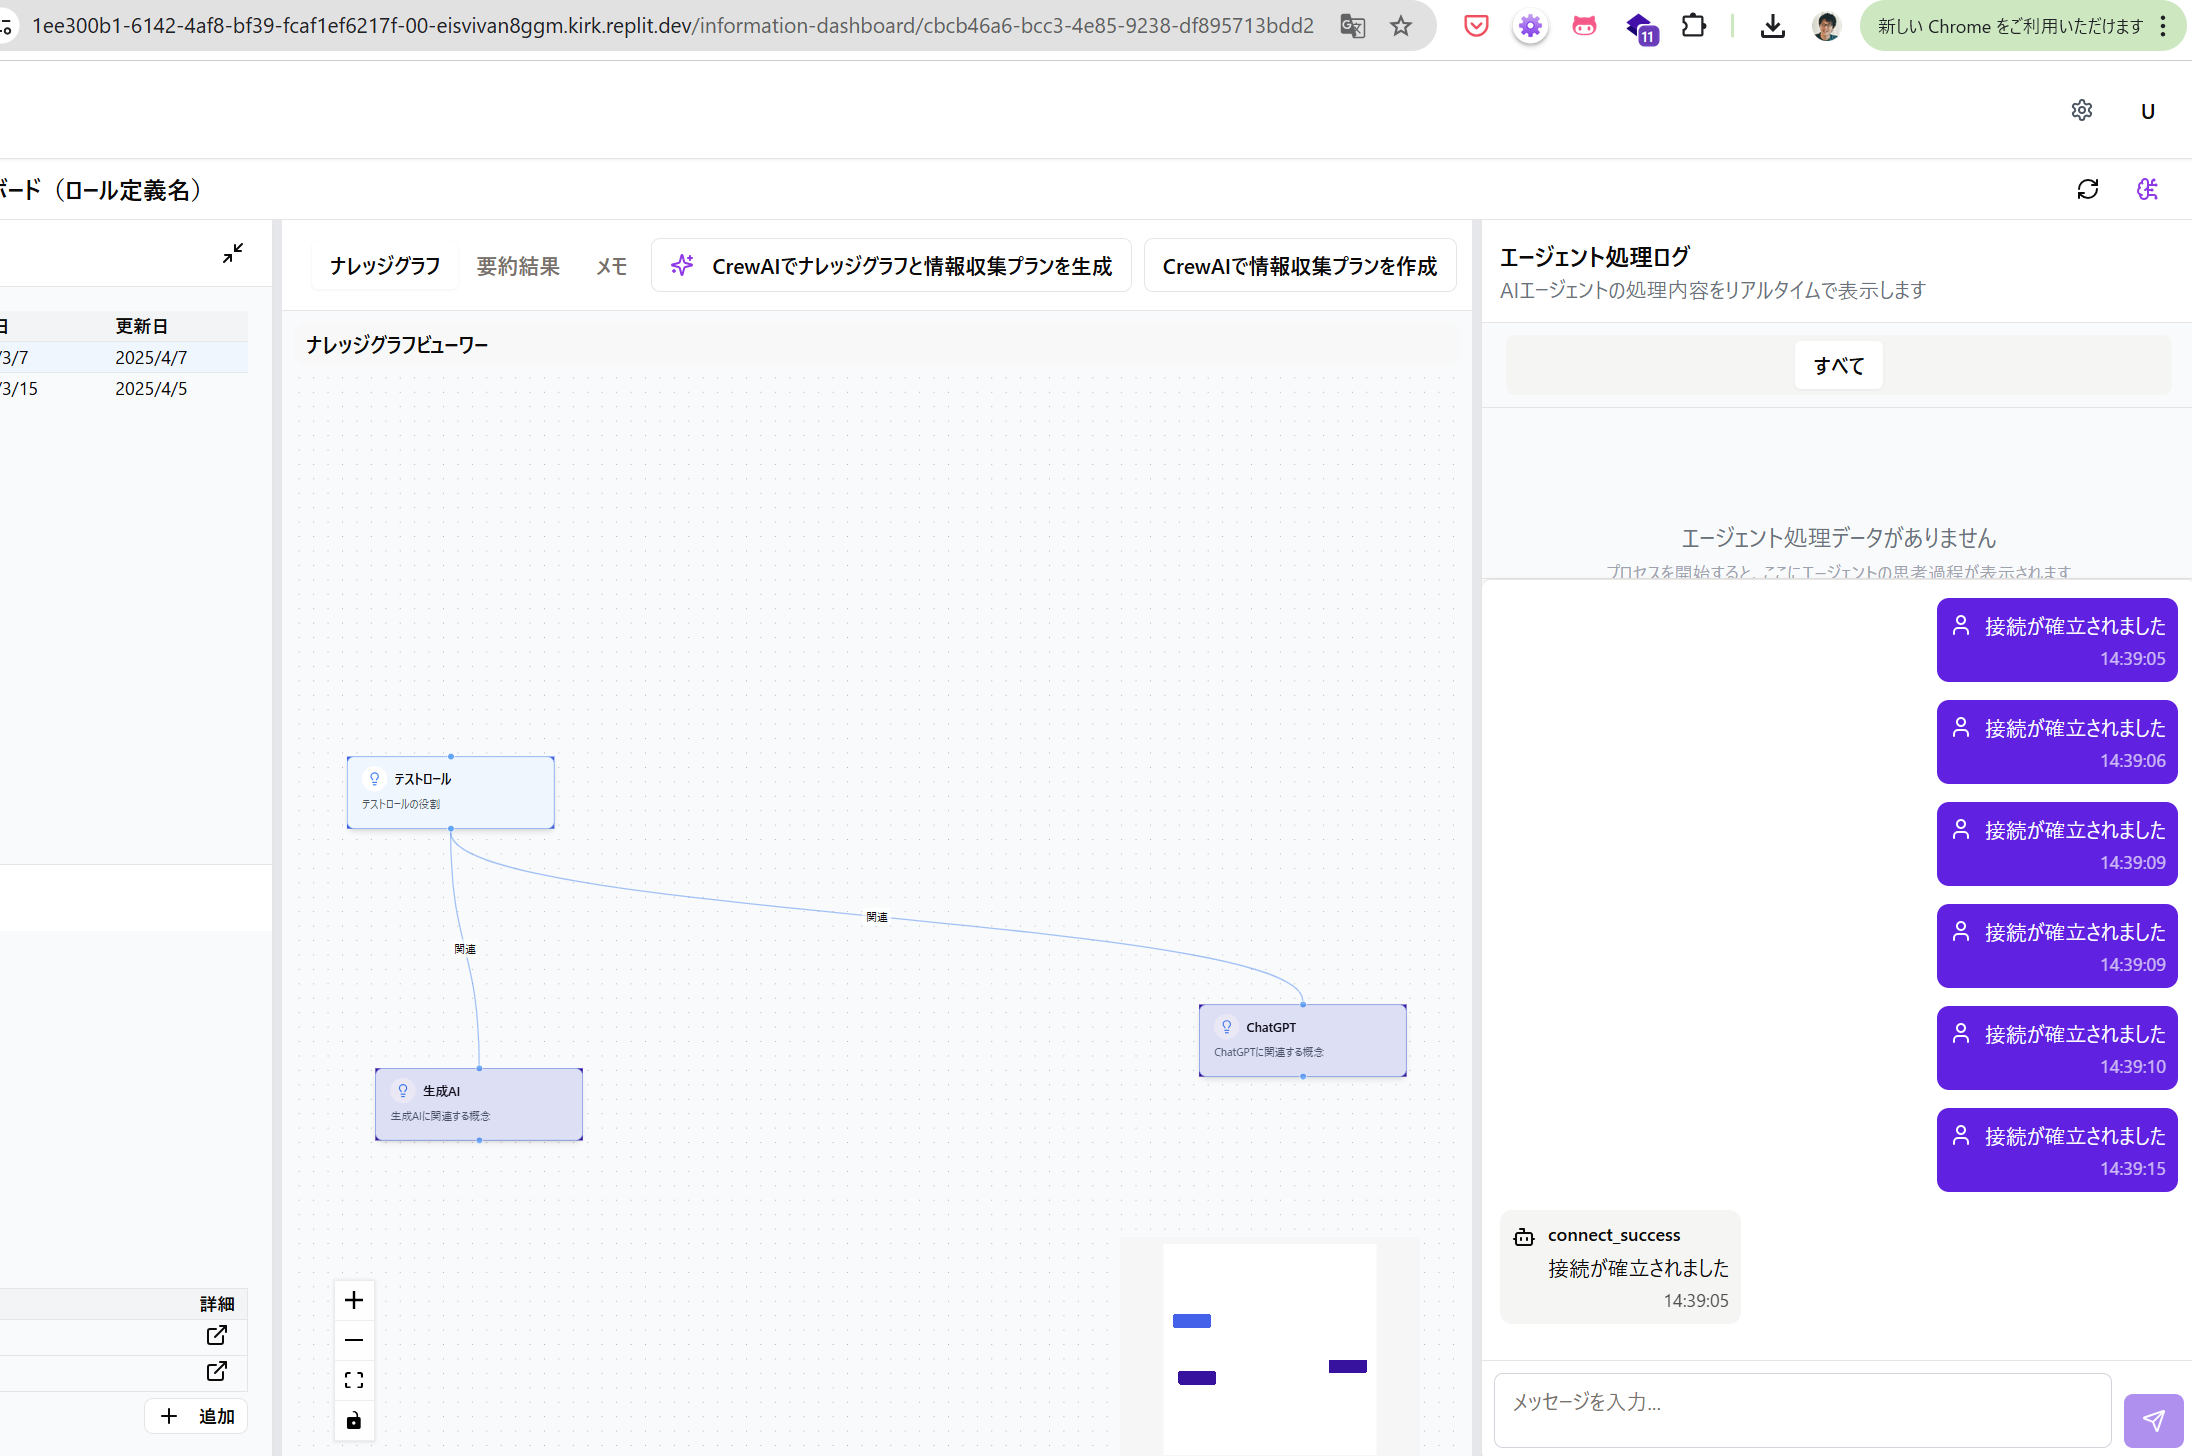 1ee300b1-6142-4af8-bf39-fcaf1ef6217f-00-eisvivan8ggm.kirk.replit.dev/information-dashboard/cbcb46a6-bcc3-4e85-9238-df895713bdd2
11
新しい Chrome をご利用いただけます
U
ボード（ロール定義名）
日 更新日
/3/7 2025/4/7
/3/15 2025/4/5
詳細
追加
ナレッジグラフ 要約結果 メモ CrewAIでナレッジグラフと情報収集プランを生成 CrewAIで情報収集プランを作成
ナレッジグラフビューワー
テストロール
テストロールの役割
関連
関連
ChatGPT
ChatGPTに関連する概念
生成AI
生成AIに関連する概念
エージェント処理ログ
AIエージェントの処理内容をリアルタイムで表示します
すべて
エージェント処理データがありません
プロセスを開始すると、ここにエージェントの思考過程が表示されます
接続が確立されました
14:39:05
接続が確立されました
14:39:06
接続が確立されました
14:39:09
接続が確立されました
14:39:09
接続が確立されました
14:39:10
接続が確立されました
14:39:15
connect_success
接続が確立されました
14:39:05
メッセージを入力...